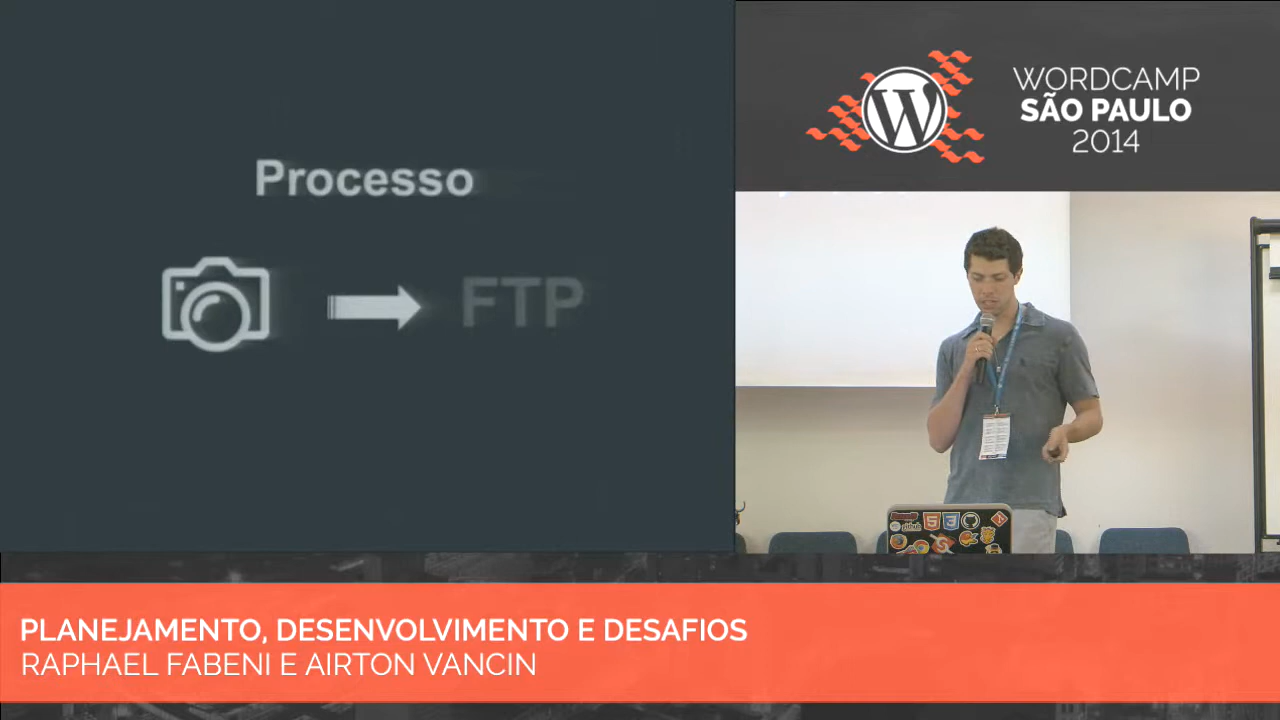 Processo
FTP
WORDCAMP
SÃO PAULO
2014
PLANEJAMENTO, DESENVOLVIMENTO E DESAFIOS
RAPHAEL FABENI E AIRTON VANCIN